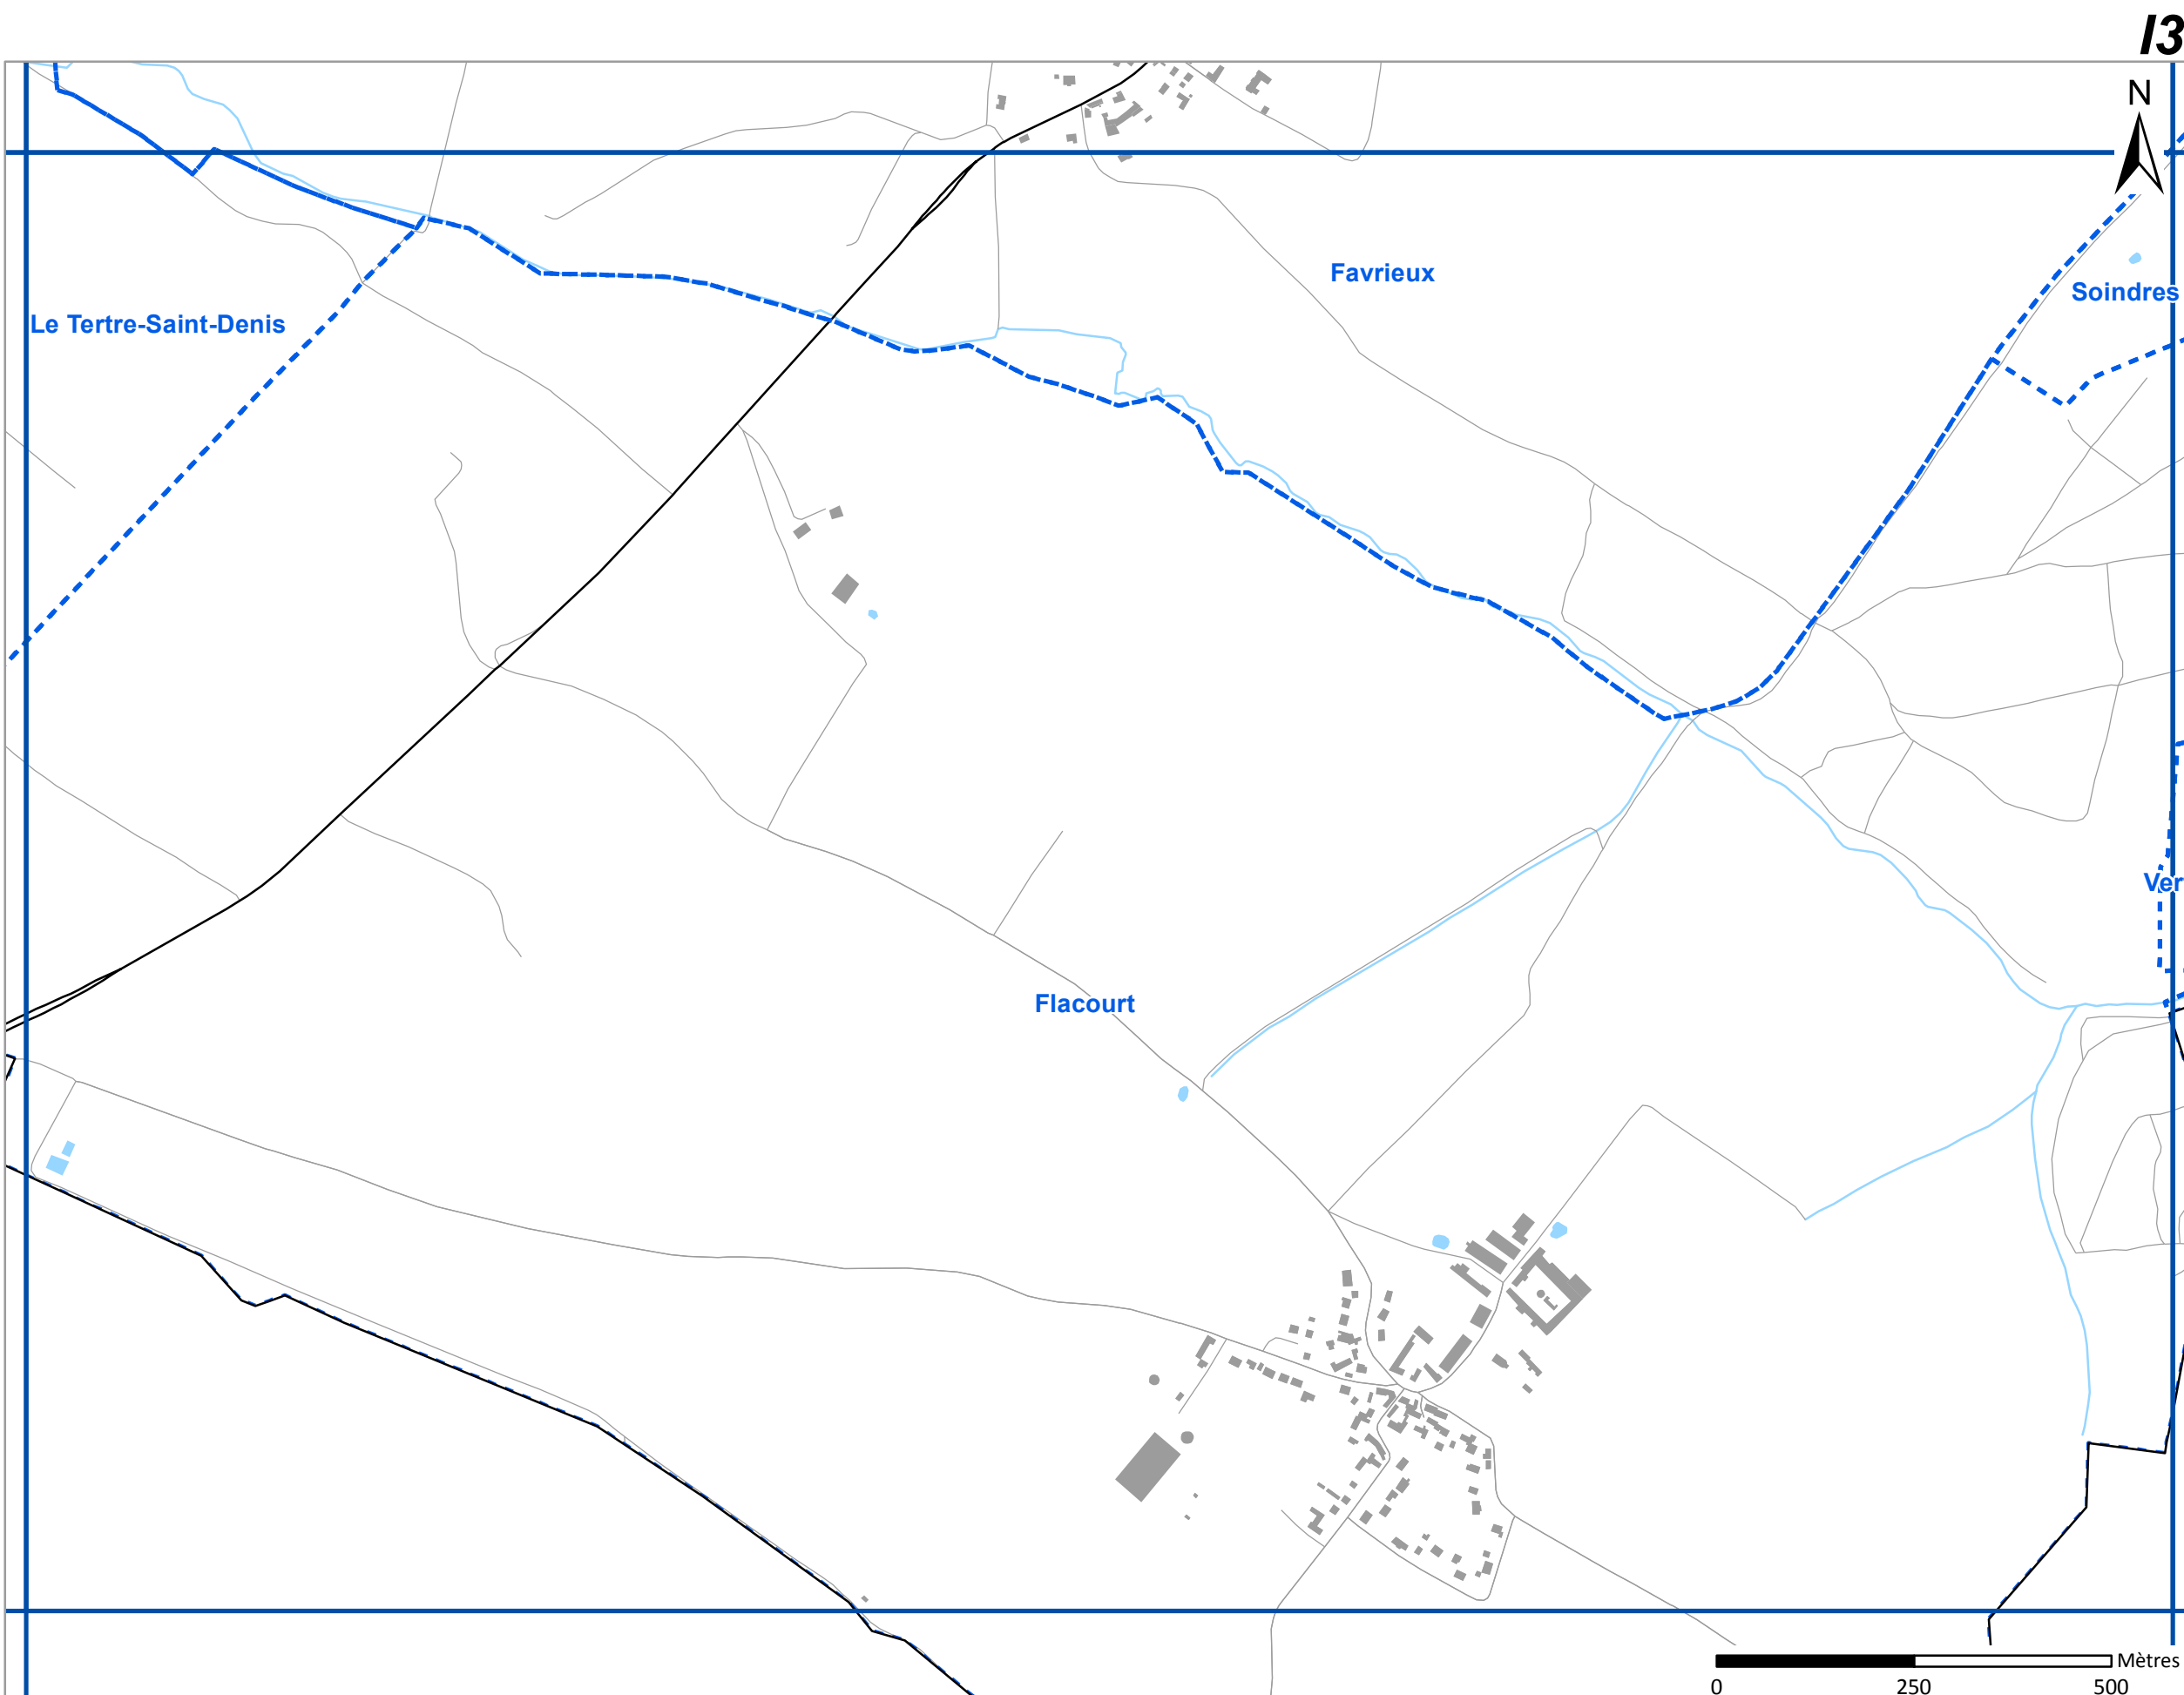 I3
N
Favrieux
Soindres
Le Tertre-Saint-Denis
Ver
Flacourt
Mètres
0 250 500